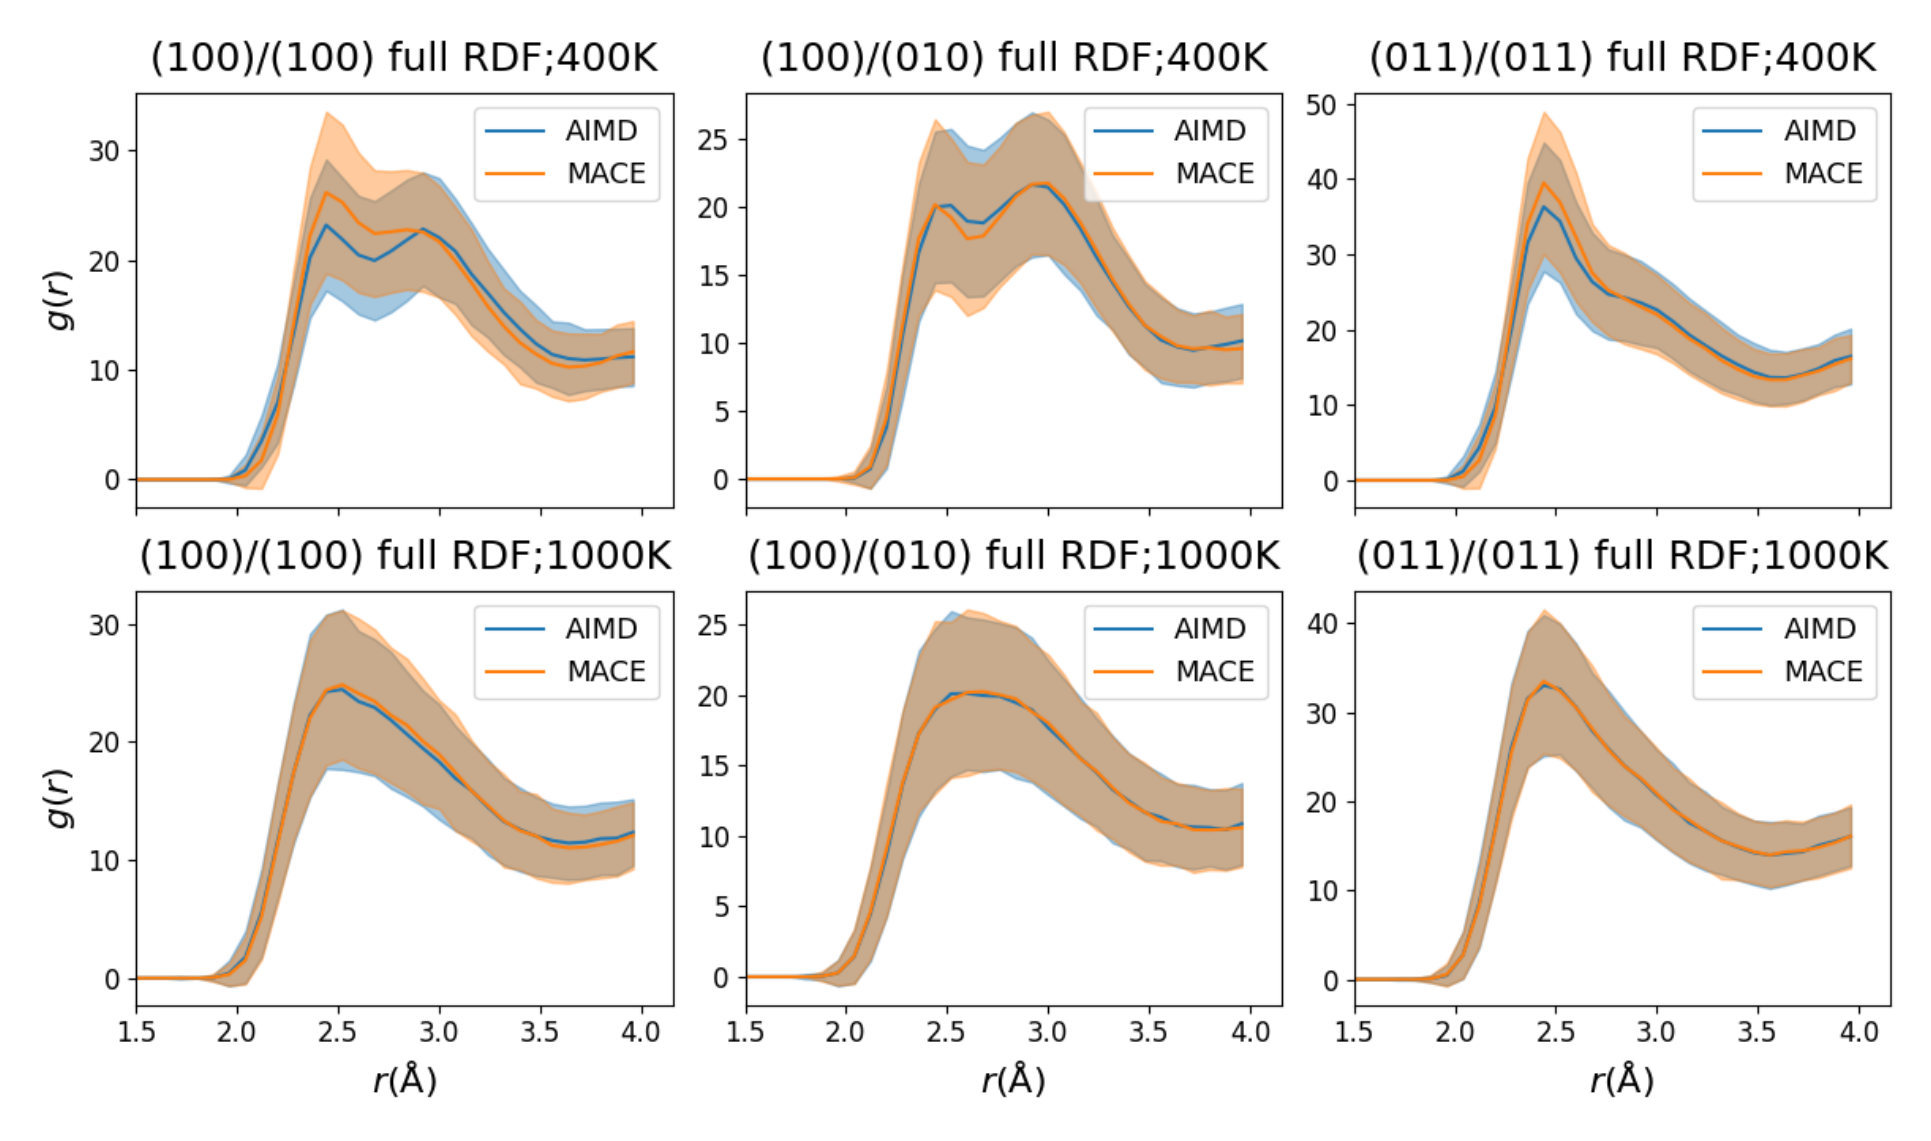 (100)/(100) full RDF;400K
(100)/(010) full RDF;400K
(011)/(011) full RDF;400K
g(r)
30
20
10
0
AIMD
MACE
25
20
15
10
5
0
AIMD
MACE
50
40
30
20
10
0
AIMD
MACE
(100)/(100) full RDF;1000K
(100)/(010) full RDF;1000K
(011)/(011) full RDF;1000K
g(r)
30
20
10
0
AIMD
MACE
1.5 2.0 2.5 3.0 3.5 4.0
r(Å)
25
20
15
10
5
0
AIMD
MACE
1.5 2.0 2.5 3.0 3.5 4.0
r(Å)
40
30
20
10
0
AIMD
MACE
1.5 2.0 2.5 3.0 3.5 4.0
r(Å)